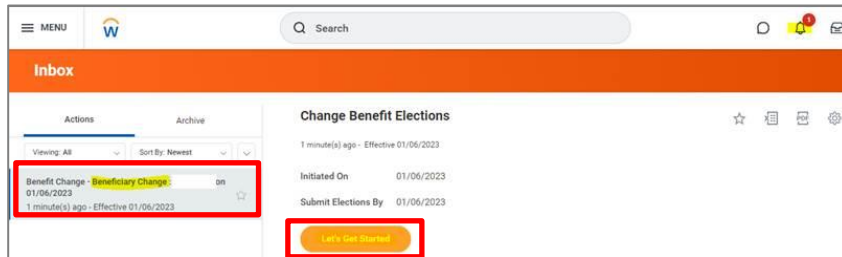 MENU
W
Search
1
Inbox
Actions Archive
Viewing: All Sort By: Newest
Benefit Change - Beneficiary Change : on
01/06/2023
1 minute(s) ago - Effective 01/06/2023
Change Benefit Elections
PDF
1 minute(s) ago - Effective 01/06/2023
Initiated On 01/06/2023
Submit Elections By 01/06/2023
Let's Get Started